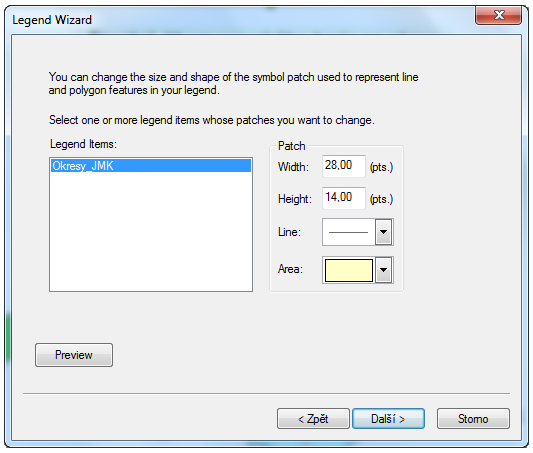 Legend Wizard
You can change the size and shape of the symbol patch used to represent line
and polygon features in your legend.
Select one or more legend items whose patches you want to change.
Legend Items:
Okresy_JMK
Patch
Width: 28,00 (pts.)
Height: 14,00 (pts.)
Line:
Area:
Preview
< Zpět
Další >
Storno